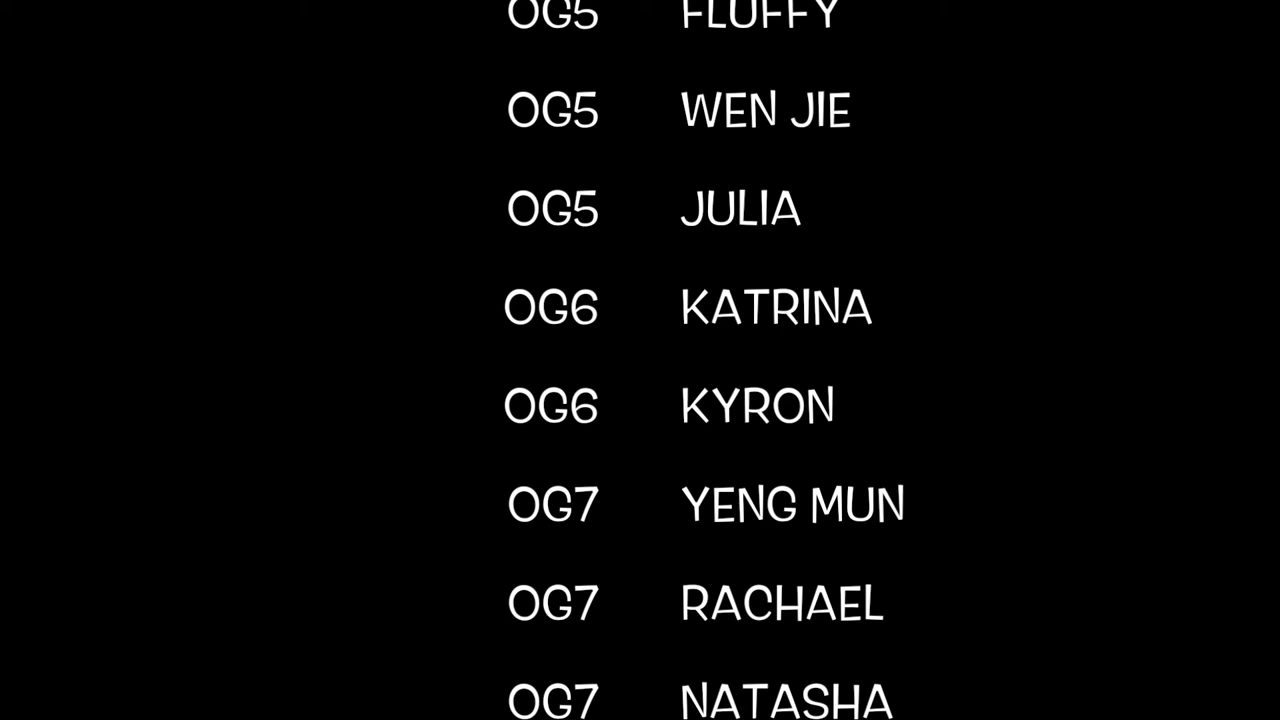 OG5 FLUFFY
OG5 WEN JIE
OG5 JULIA
OG6 KATRINA
OG6 KYRON
OG7 YENG MUN
OG7 RACHAEL
OG7 NATASHA